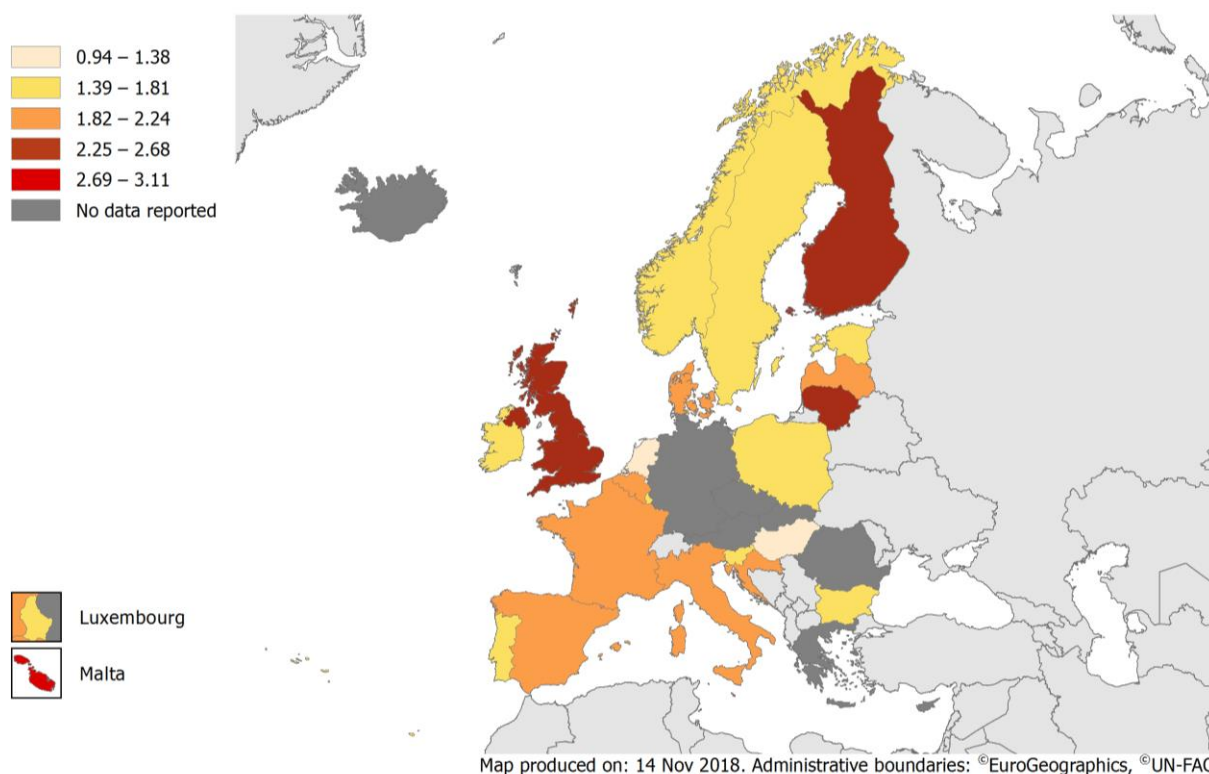 0.94 – 1.38
1.39 – 1.81
1.82 – 2.24
2.25 – 2.68
2.69 – 3.11
No data reported
Luxembourg
Malta
Map produced on: 14 Nov 2018. Administrative boundaries: ©EuroGeographics, ©UN-FAO